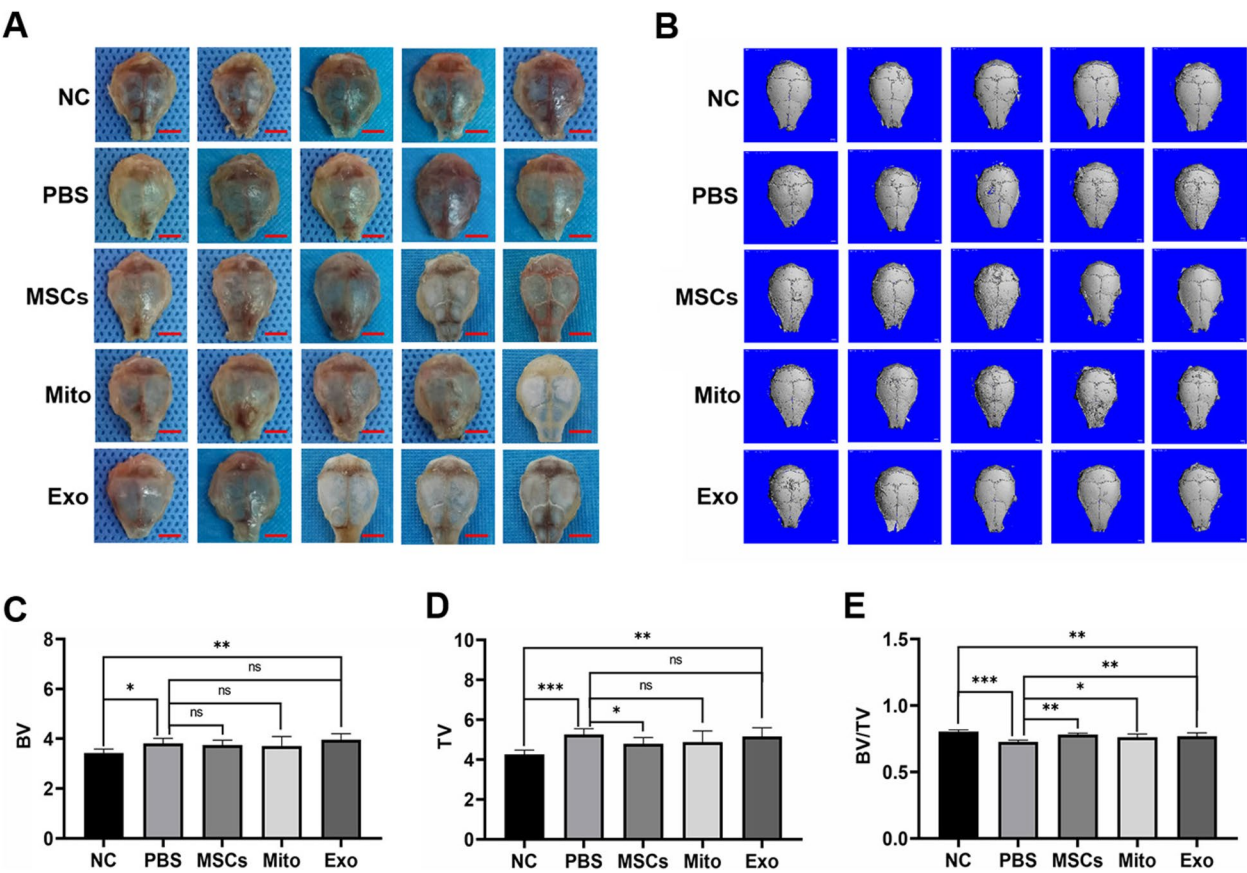 A
B
NC
PBS
MSCs
Mito
Exo
NC
PBS
MSCs
Mito
Exo
C
BV
8
6
4
2
0
**
ns
ns
*
ns
NC PBS MSCs Mito Exo
D
TV
10
8
6
4
2
0
**
ns
ns
***
*
NC PBS MSCs Mito Exo
E
BV/TV
1.5
1.0
0.5
0.0
**
**
*
***
**
NC PBS MSCs Mito Exo